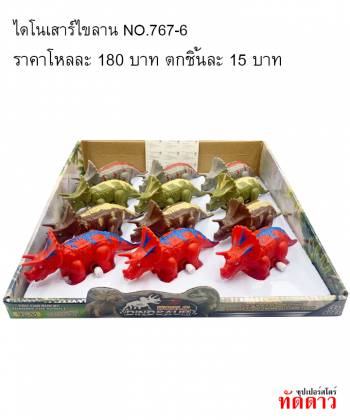 ไดโนเสาร์ไขลาน NO.767-6
ราคาโหลละ 180 บาท ตกชิ้นละ 15 บาท
DINOSAUR
ซุปเปอร์สโตร์
ทัดดาว